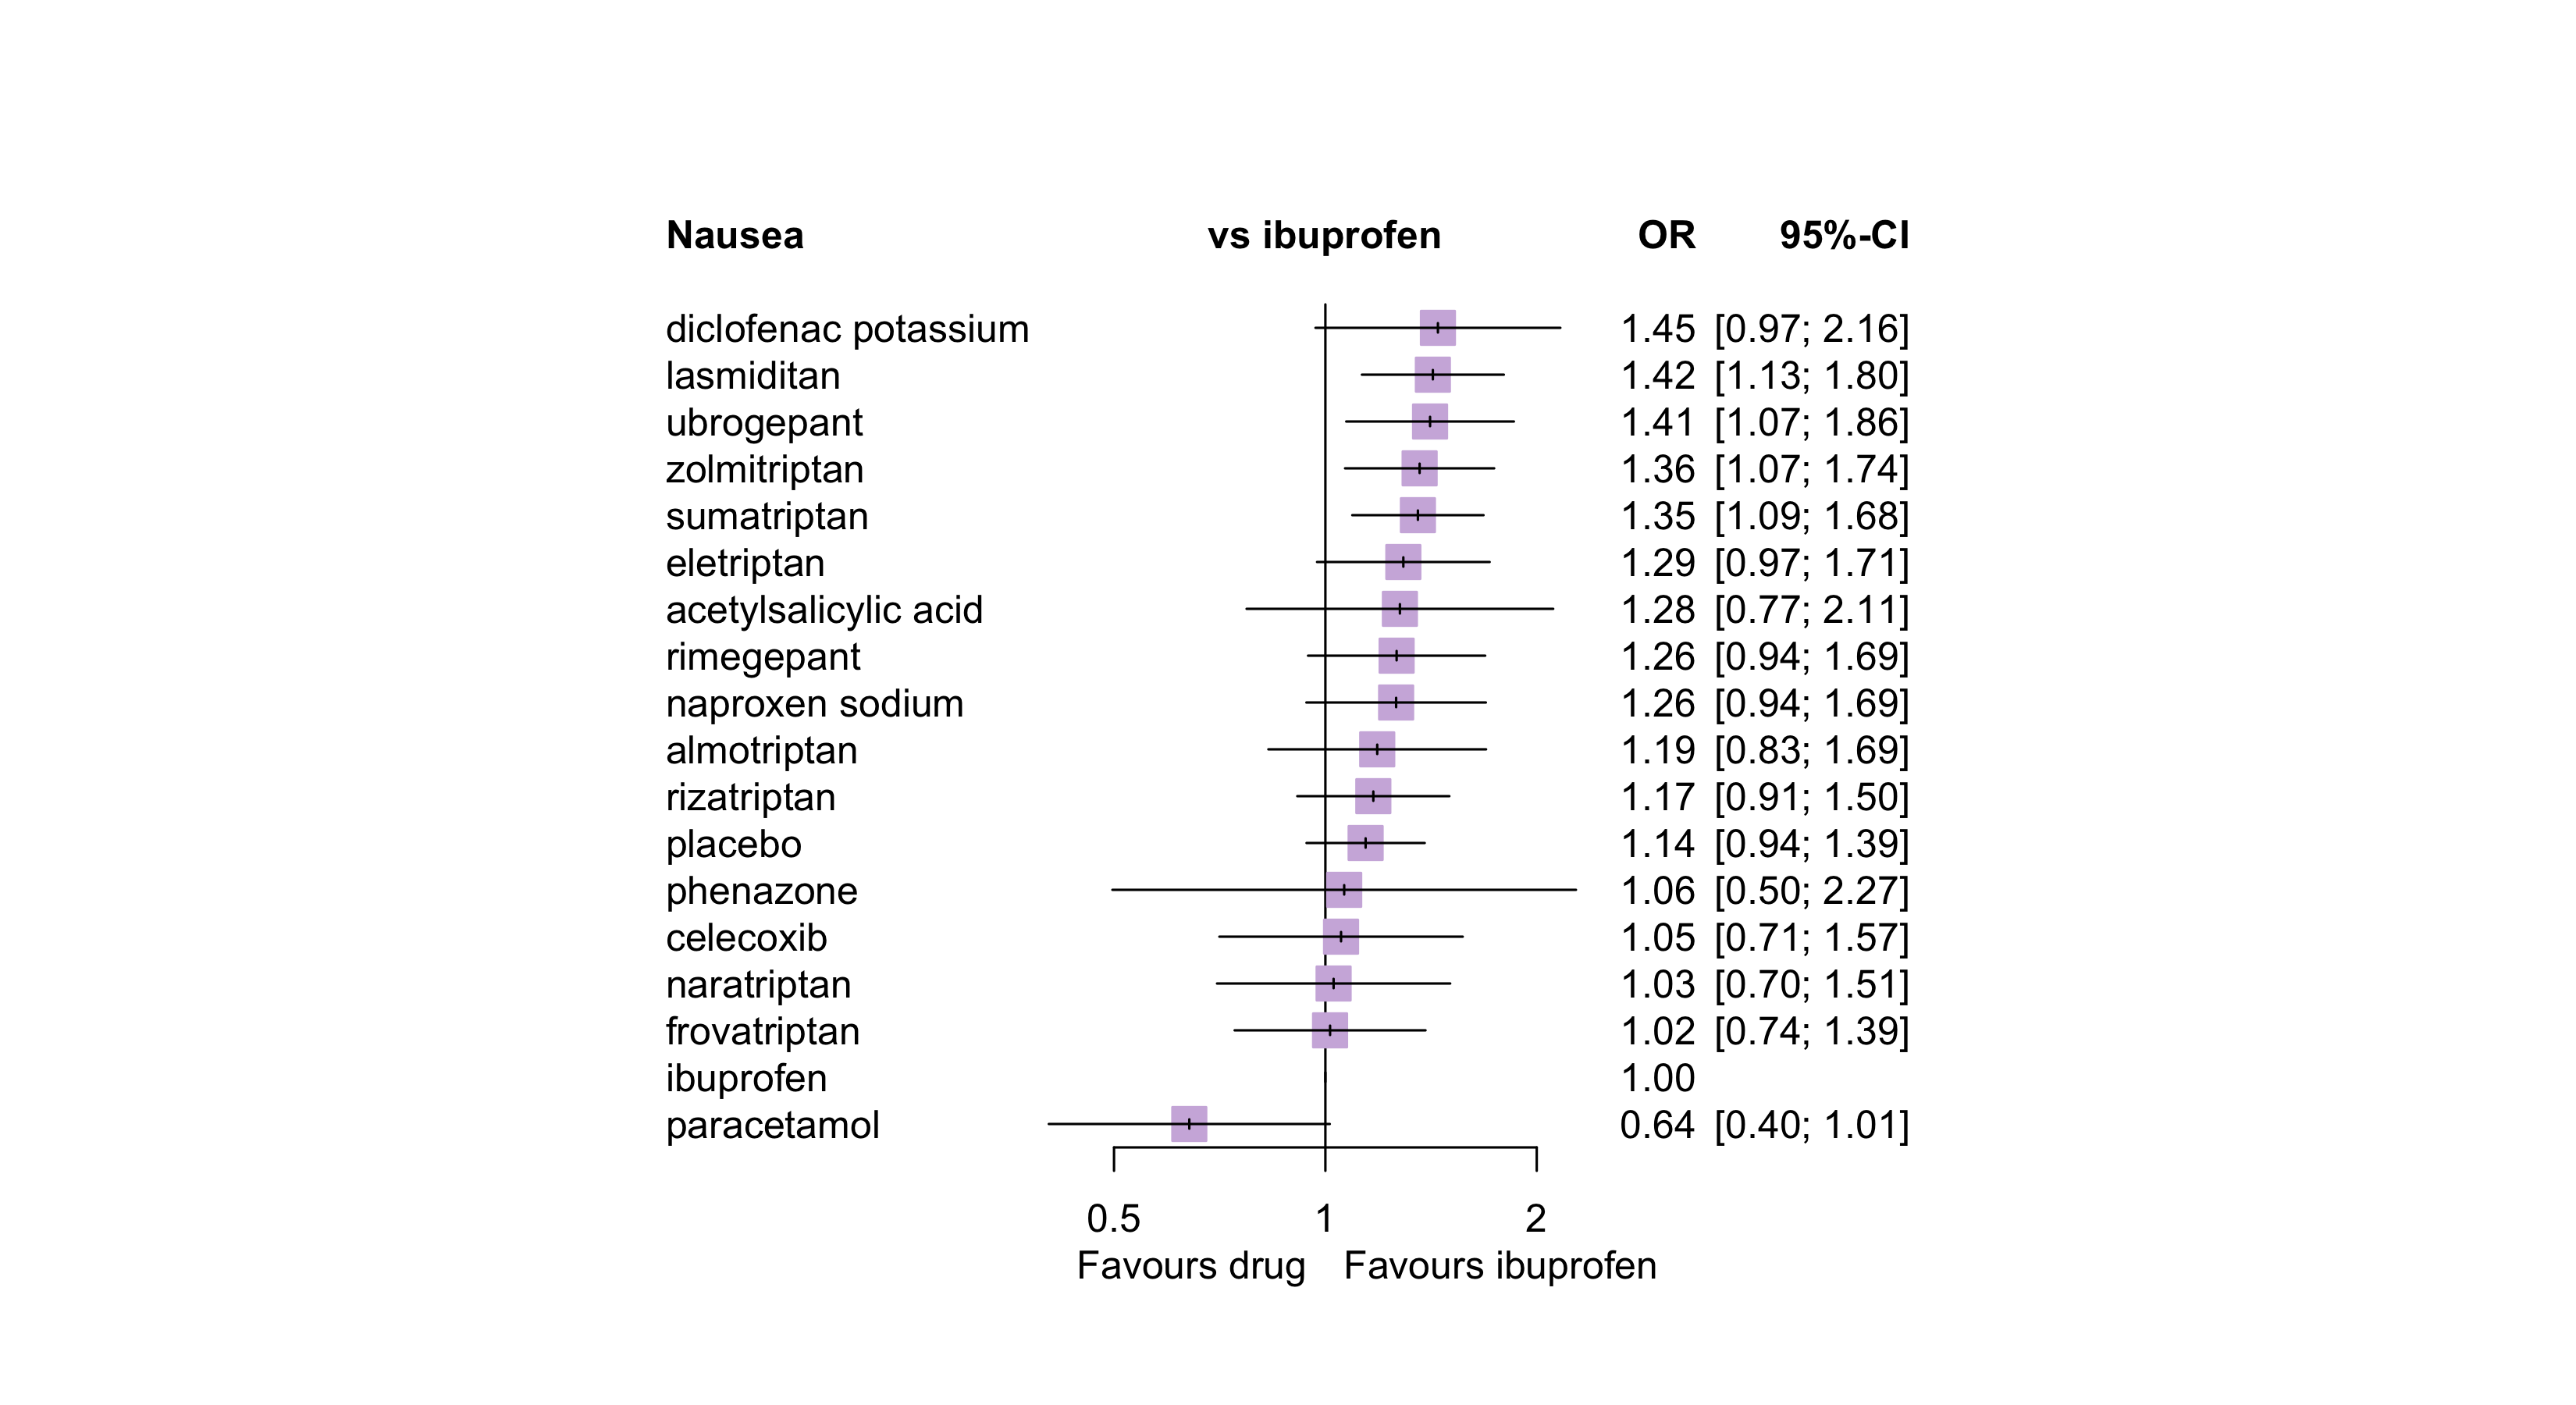 Nausea vs ibuprofen OR 95%-CI
diclofenac potassium 1.45 [0.97; 2.16]
lasmiditan 1.42 [1.13; 1.80]
ubrogepant 1.41 [1.07; 1.86]
zolmitriptan 1.36 [1.07; 1.74]
sumatriptan 1.35 [1.09; 1.68]
eletriptan 1.29 [0.97; 1.71]
acetylsalicylic acid 1.28 [0.77; 2.11]
rimegepant 1.26 [0.94; 1.69]
naproxen sodium 1.26 [0.94; 1.69]
almotriptan 1.19 [0.83; 1.69]
rizatriptan 1.17 [0.91; 1.50]
placebo 1.14 [0.94; 1.39]
phenazone 1.06 [0.50; 2.27]
celecoxib 1.05 [0.71; 1.57]
naratriptan 1.03 [0.70; 1.51]
frovatriptan 1.02 [0.74; 1.39]
ibuprofen 1.00
paracetamol 0.64 [0.40; 1.01]
0.5 1 2
Favours drug Favours ibuprofen